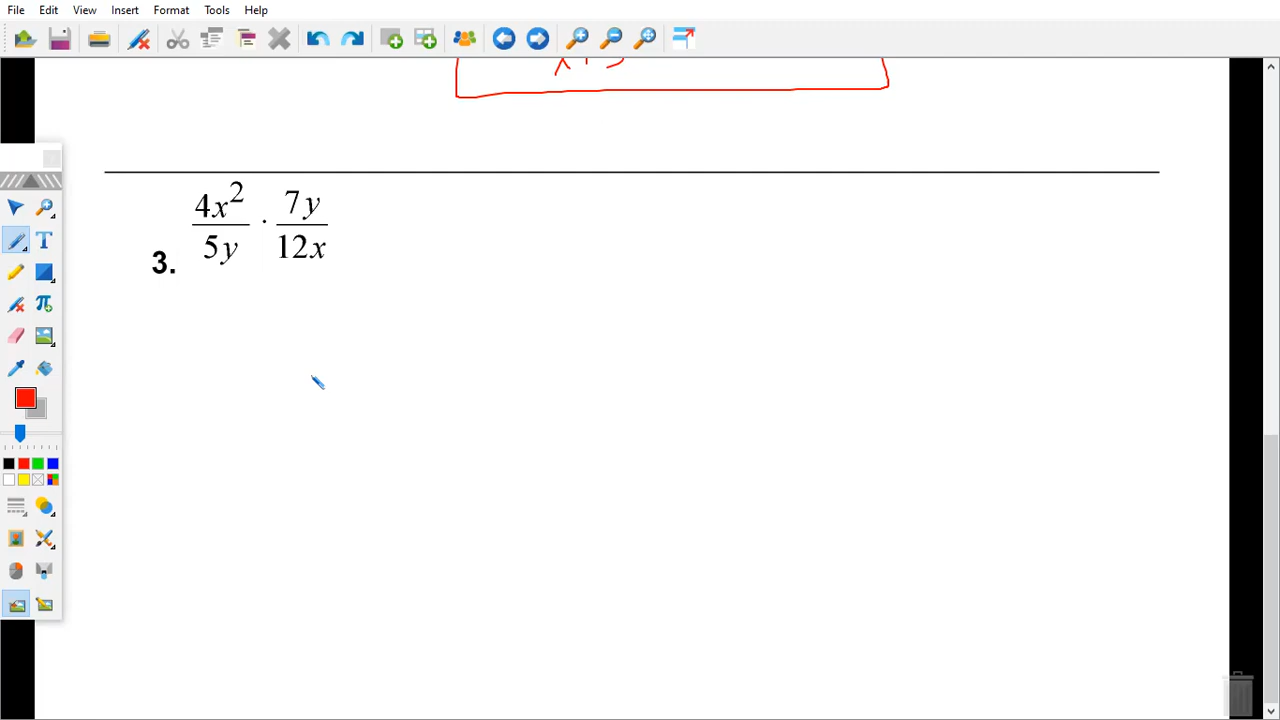 File Edit View Insert Format Tools Help
3. 4x²/5y · 7y/12x